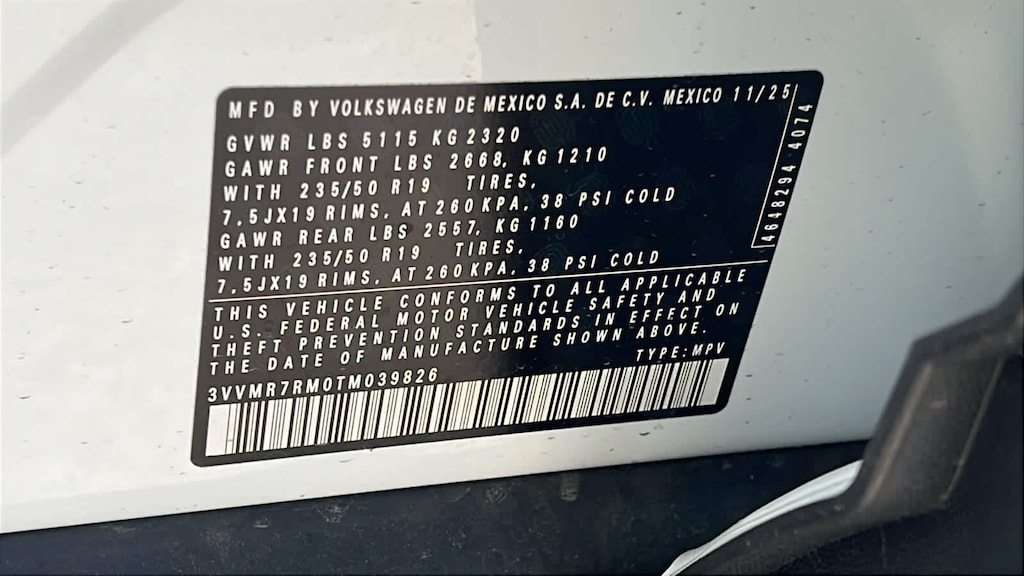 MFD BY VOLKSWAGEN DE MEXICO S.A. DE C.V. MEXICO 11/25
GVWR LBS 5115 KG 2320
GAWR FRONT LBS 2668, KG 1210
WITH 235/50 R19 TIRES,
7,5JX19 RIMS, AT 260 KPA, 38 PSI COLD
GAWR REAR LBS 2557, KG 1160
WITH 235/50 R19 TIRES,
7,5JX19 RIMS, AT 260 KPA, 38 PSI COLD
4648294 4074
THIS VEHICLE CONFORMS TO ALL APPLICABLE
U.S. FEDERAL MOTOR VEHICLE SAFETY AND
THEFT PREVENTION STANDARDS IN EFFECT ON
THE DATE OF MANUFACTURE SHOWN ABOVE.
TYPE: MPV
3VVMR7RM0TM039826